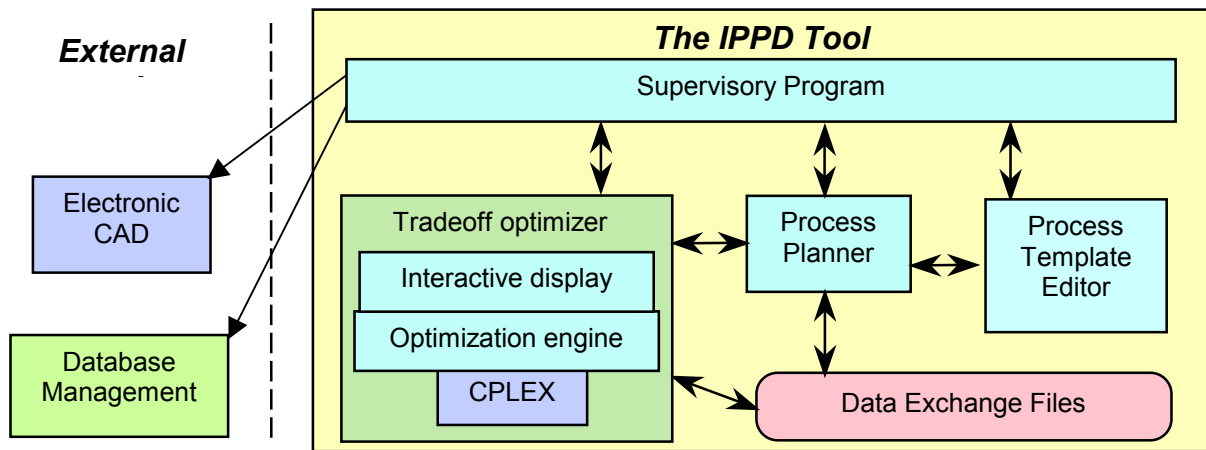 External
The IPPD Tool
Supervisory Program
Electronic
CAD
Tradeoff optimizer
Process
Planner
Process
Template
Editor
Interactive display
Optimization engine
CPLEX
Database
Management
Data Exchange Files